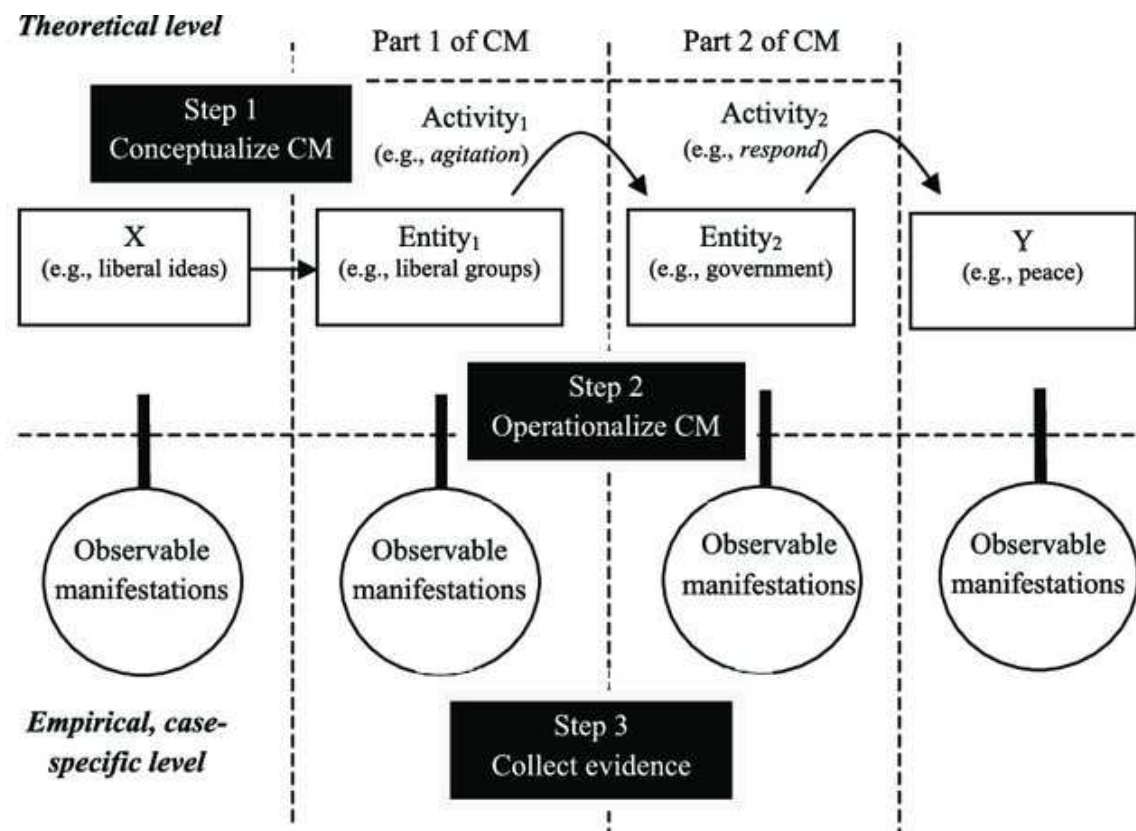 Theoretical level
Part 1 of CM
Part 2 of CM
Step 1
Conceptualize CM
Activity₁
(e.g., agitation)
Activity₂
(e.g., respond)
X
(e.g., liberal ideas)
Entity₁
(e.g., liberal groups)
Entity₂
(e.g., government)
Y
(e.g., peace)
Step 2
Operationalize CM
Observable
manifestations
Observable
manifestations
Observable
manifestations
Observable
manifestations
Empirical, case-
specific level
Step 3
Collect evidence